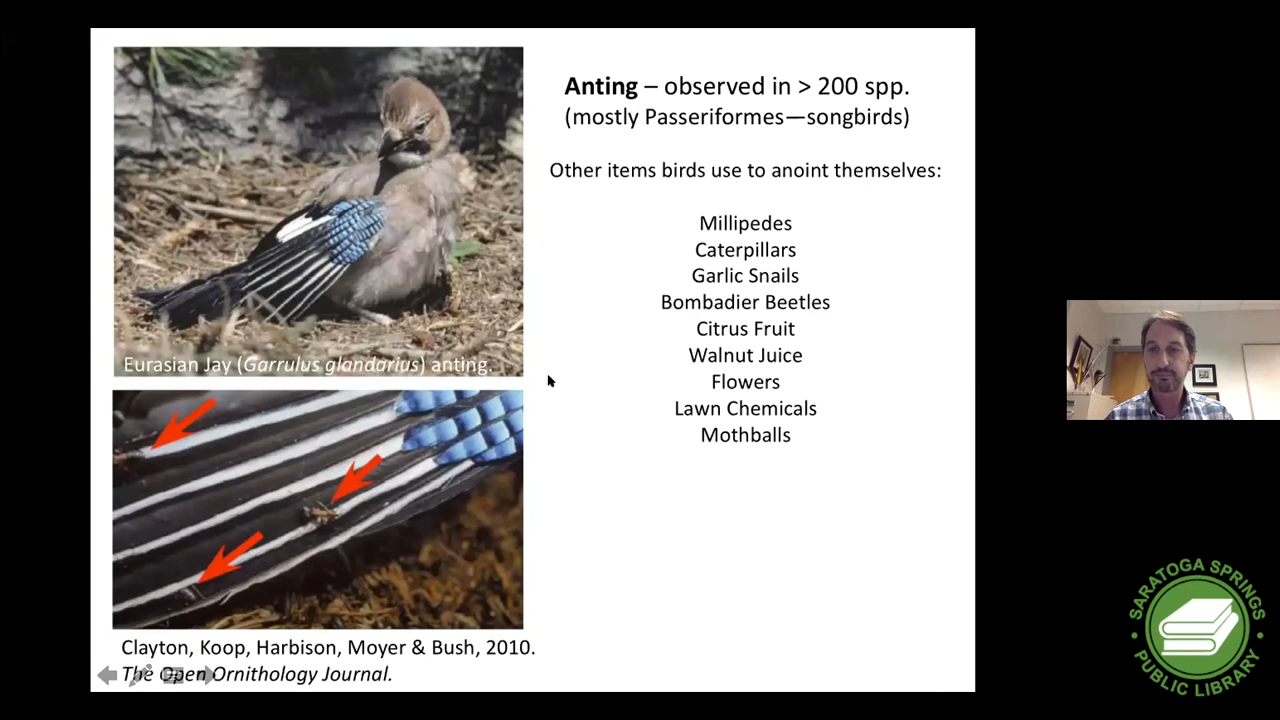 Anting – observed in > 200 spp.
(mostly Passeriformes—songbirds)
Other items birds use to anoint themselves:
Millipedes
Caterpillars
Garlic Snails
Bombadier Beetles
Citrus Fruit
Walnut Juice
Flowers
Lawn Chemicals
Mothballs
Eurasian Jay (Garrulus glandarius) anting.
Clayton, Koop, Harbison, Moyer & Bush, 2010.
The Open Ornithology Journal.
SARATOGA SPRINGS
PUBLIC LIBRARY